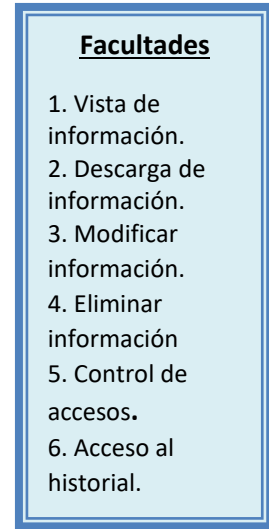 Facultades
1. Vista de
información.
2. Descarga de
información.
3. Modificar
información.
4. Eliminar
información
5. Control de
accesos.
6. Acceso al
historial.